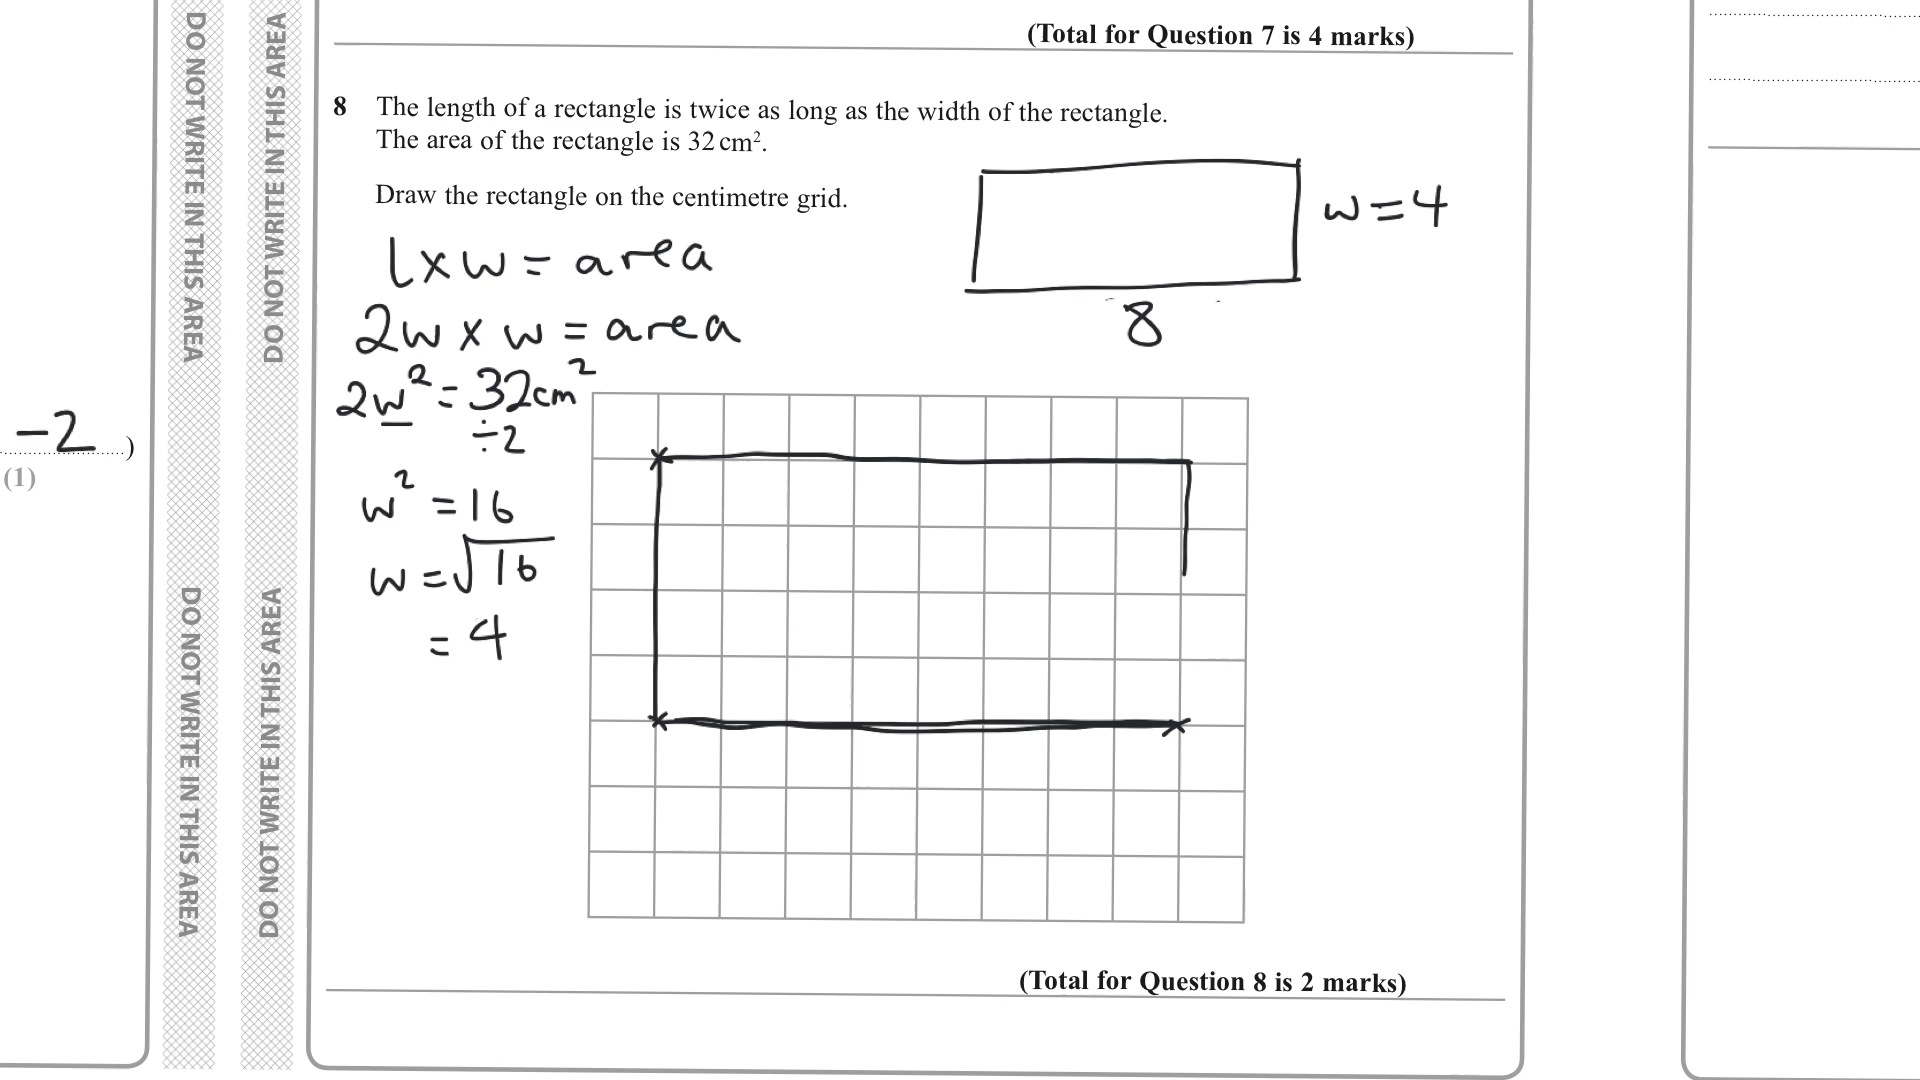 (Total for Question 7 is 4 marks)
8 The length of a rectangle is twice as long as the width of the rectangle.
The area of the rectangle is 32 cm².
Draw the rectangle on the centimetre grid.
w = 4
8
l x w = area
2w x w = area
2w² = 32cm²
÷2
w² = 16
w = √16
= 4
(Total for Question 8 is 2 marks)
-2 )
(1)
DO NOT WRITE IN THIS AREA
DO NOT WRITE IN THIS AREA
DO NOT WRITE IN THIS AREA
DO NOT WRITE IN THIS AREA